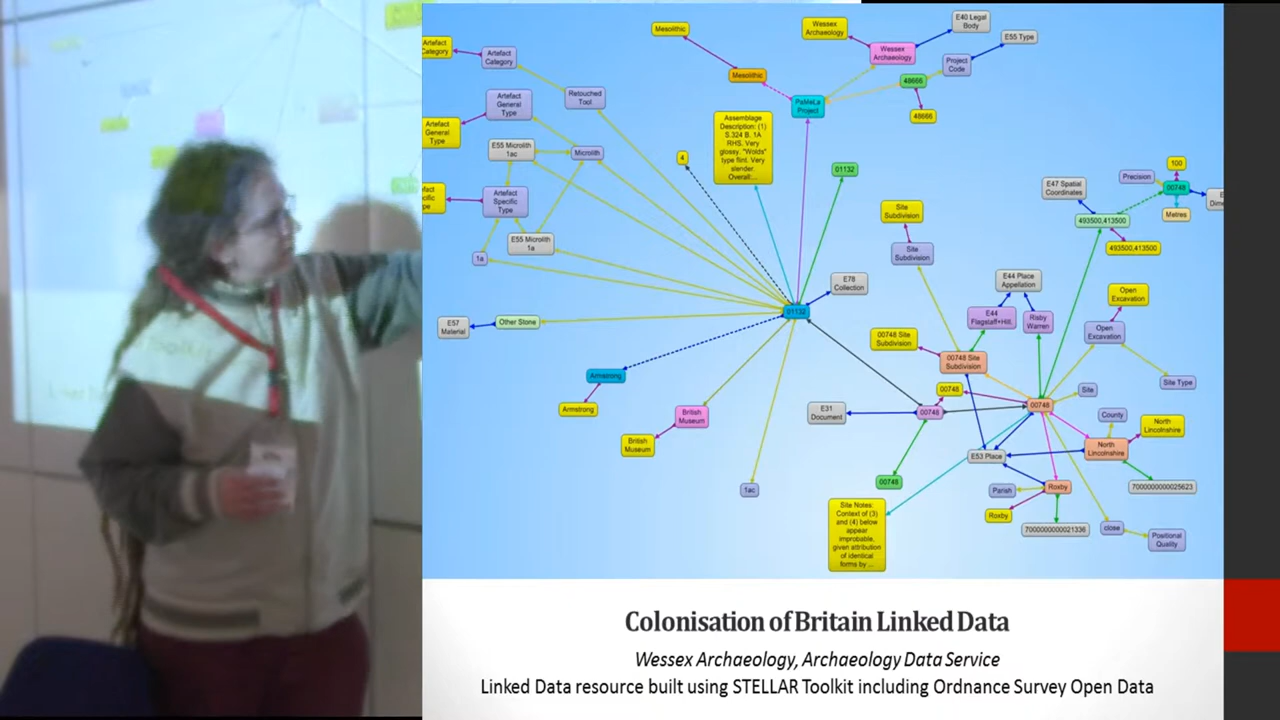 Mesolithic
Wessex
Archaeology
E40 Legal
Body
E55 Type
Artefact
Category
Artefact
Category
Mesolithic
Wessex
Archaeology
Project
Code
48666
48666
PaMeLa
Project
Retouched
Tool
Artefact
General
Type
Artefact
General
Type
Assemblage
Description: (1)
S.324 B. 1A
RHS. Very
glossy. "Wolds"
type flint. Very
slender.
Overall:...
E55 Microlith
1ac
Microlith
4
01132
100
Precision
00748
Metres
E47 Spatial
Coordinates
493500,413500
493500,413500
Artefact
Specific
Type
Site
Subdivision
Site
Subdivision
E55 Microlith
1a
1a
E78
Collection
01132
E44 Place
Appellation
E44
Flagstaff+Hill.
Risby
Warren
Open
Excavation
Open
Excavation
E57
Material
Other Stone
00748 Site
Subdivision
00748 Site
Subdivision
Site Type
Armstrong
Armstrong
British
Museum
British
Museum
E31
Document
00748
00748
00748
Site
County
North
Lincolnshire
North
Lincolnshire
E53 Place
1ac
00748
Parish
Roxby
Roxby
7000000000025623
7000000000021336
close
Positional
Quality
Site Notes:
Context of (3)
and (4) below
appear
improbable,
given attribution
of identical
forms by ...
Colonisation of Britain Linked Data
Wessex Archaeology, Archaeology Data Service
Linked Data resource built using STELLAR Toolkit including Ordnance Survey Open Data